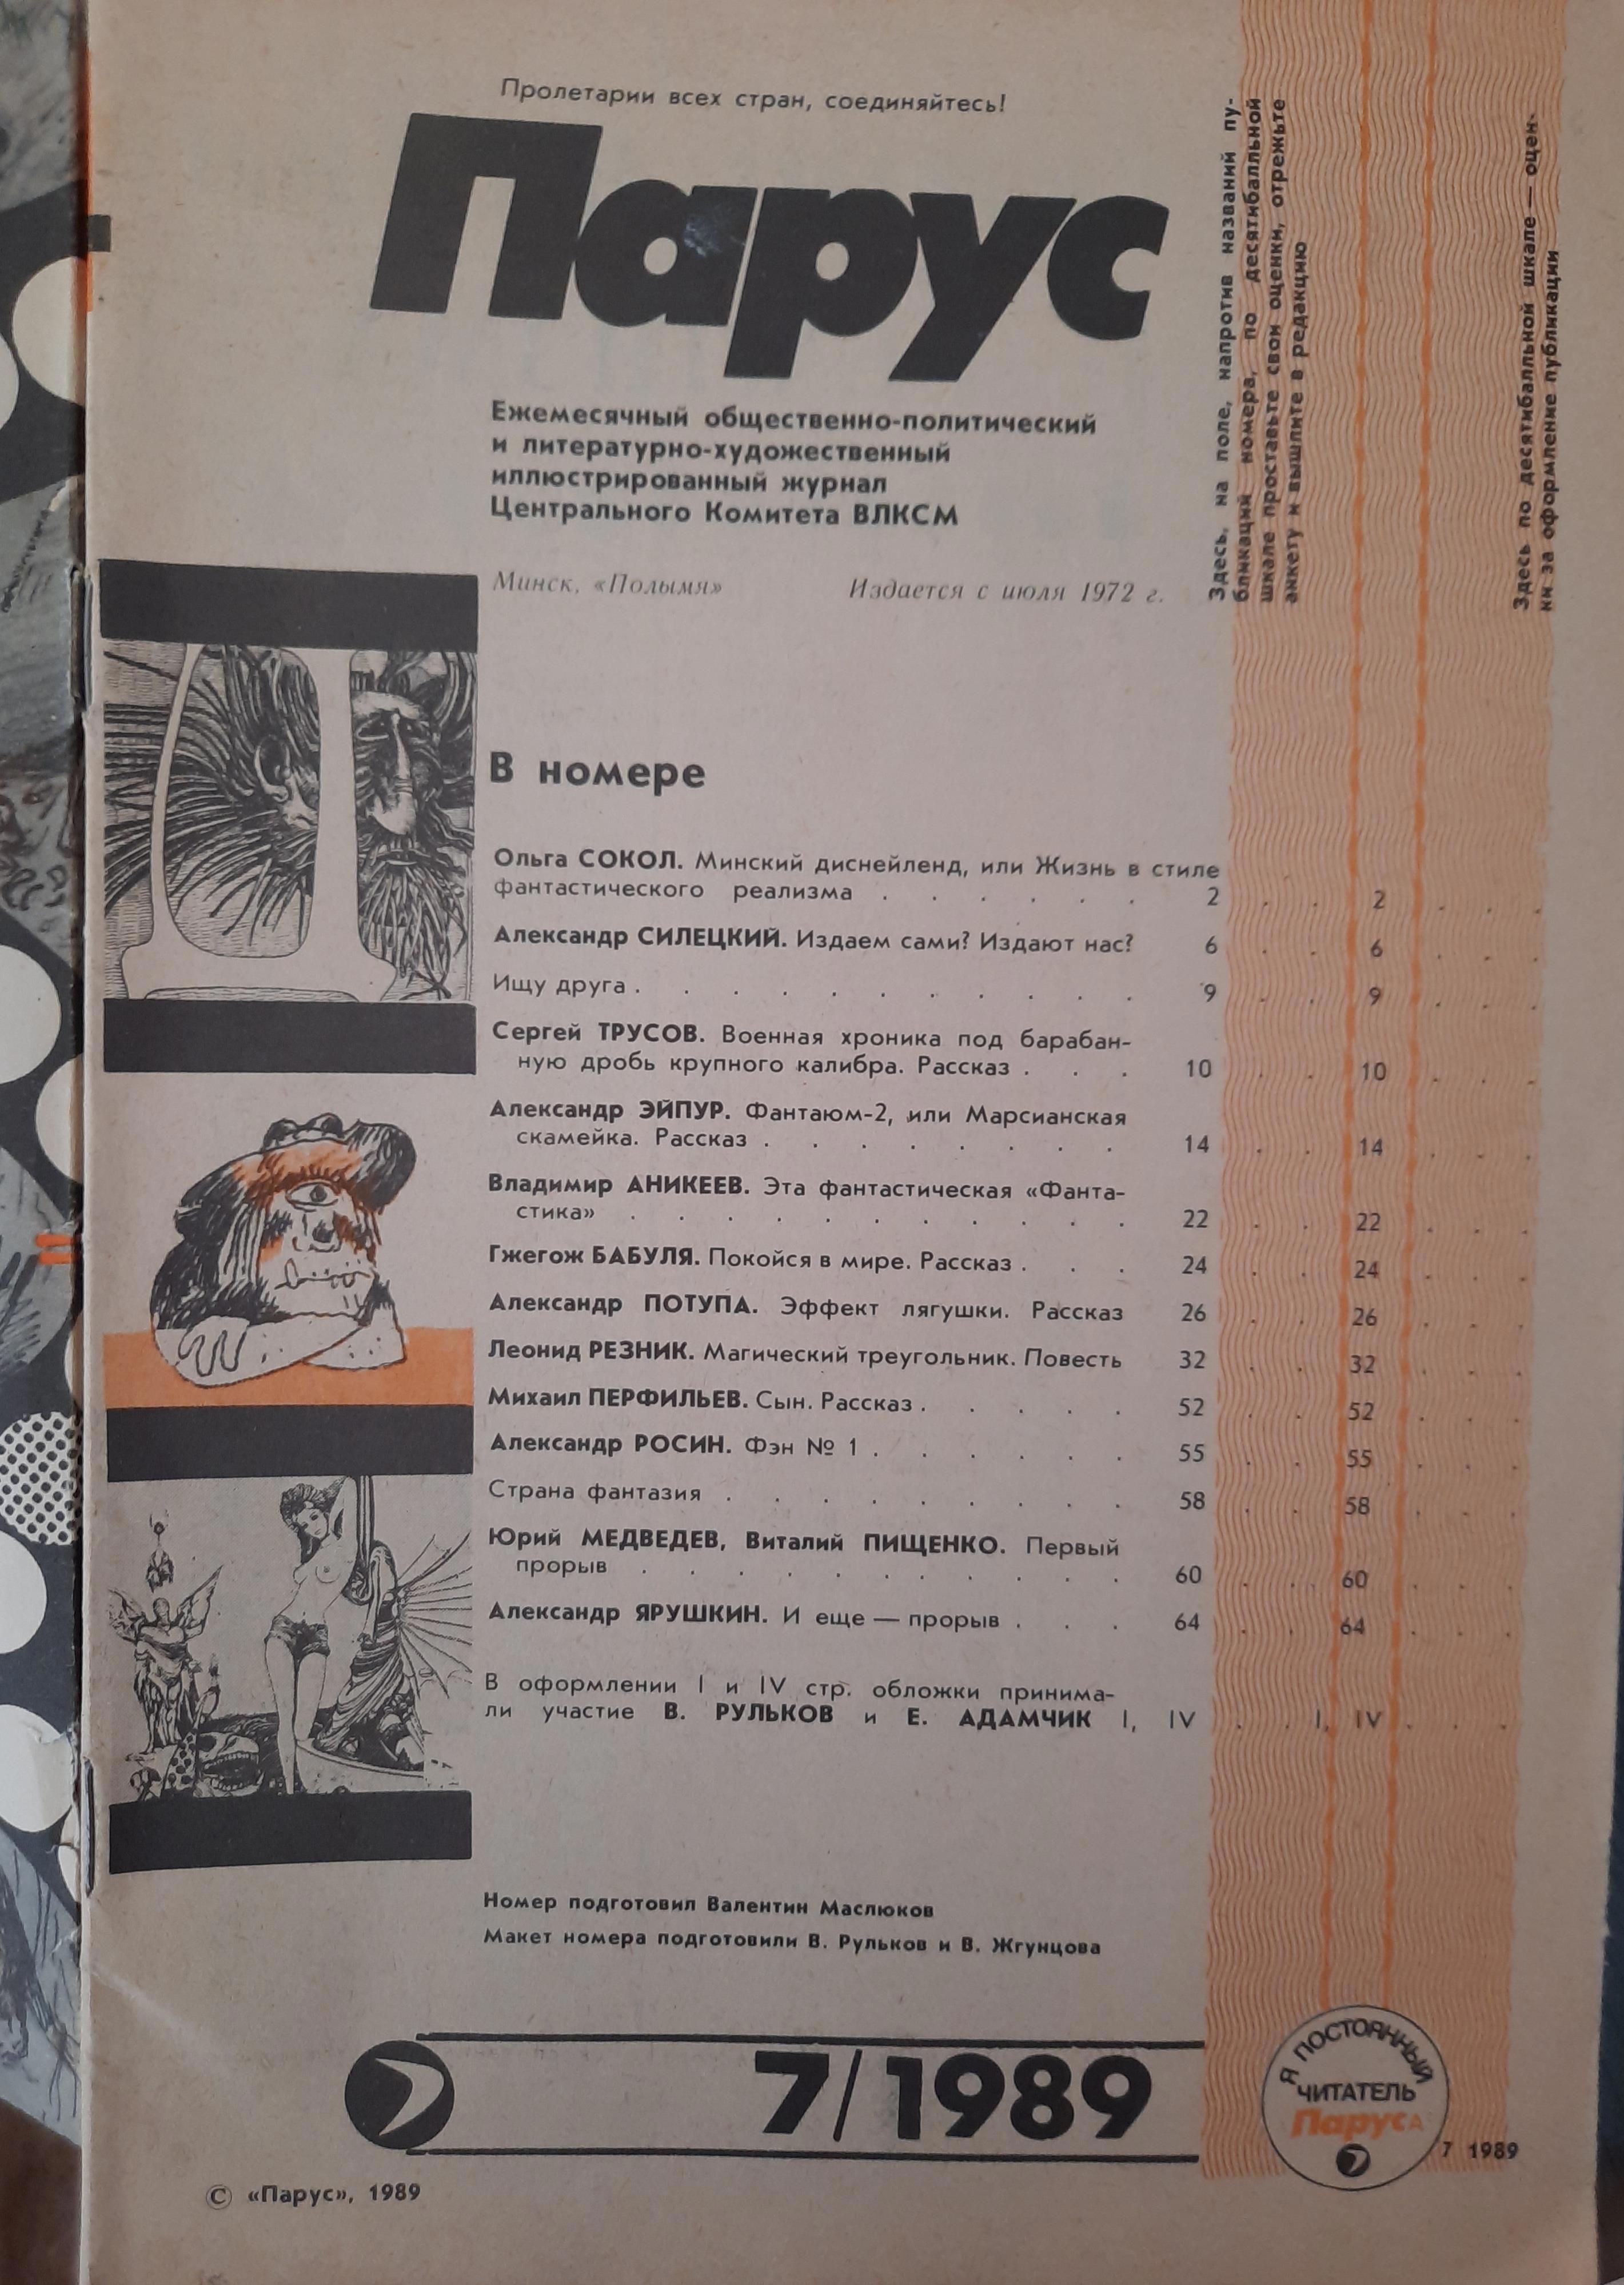 Пролетарии всех стран, соединяйтесь!
Парус
Ежемесячный общественно-политический
и литературно-художественный
иллюстрированный журнал
Центрального Комитета ВЛКСМ
Минск, «Полымя» Издается с июля 1972 г.
Здесь, на поле, напротив названий пу-
бликаций номера, по десятибалльной
шкале проставьте свои оценки, отрежьте
анкету и вышлите в редакцию
Здесь по десятибалльной шкале — оцен-
ки за оформление публикации
В номере
Ольга СОКОЛ. Минский диснейленд, или Жизнь в стиле
фантастического реализма . . . . . . 2 . . 2 . . .
Александр СИЛЕЦКИЙ. Издаем сами? Издают нас? 6 . . 6 . . .
Ищу друга . . . . . . . . . . . 9 . . 9 . . .
Сергей ТРУСОВ. Военная хроника под барабан-
ную дробь крупного калибра. Рассказ . . . 10 . . 10 . . .
Александр ЭЙПУР. Фантаюм-2, или Марсианская
скамейка. Рассказ . . . . . . . . 14 . . 14 . . .
Владимир АНИКЕЕВ. Эта фантастическая «Фанта-
стика» . . . . . . . . . . . 22 . . 22 . . .
Гжегож БАБУЛЯ. Покойся в мире. Рассказ . . . 24 . . 24 . . .
Александр ПОТУПА. Эффект лягушки. Рассказ 26 . . 26 . . .
Леонид РЕЗНИК. Магический треугольник. Повесть 32 . . 32 . . .
Михаил ПЕРФИЛЬЕВ. Сын. Рассказ . . . . . 52 . . 52 . . .
Александр РОСИН. Фэн № 1 . . . . . . 55 . . 55 . . .
Страна фантазия . . . . . . . . . 58 . . 58 . . .
Юрий МЕДВЕДЕВ, Виталий ПИЩЕНКО. Первый
прорыв . . . . . . . . . . . 60 . . 60 . . .
Александр ЯРУШКИН. И еще — прорыв . . . 64 . . 64 . . .
В оформлении I и IV стр. обложки принима-
ли участие В. РУЛЬКОВ и Е. АДАМЧИК I, IV . . I, IV . . .
Номер подготовил Валентин Маслюков
Макет номера подготовили В. Рульков и В. Жгунцова
7/1989
Я ПОСТОЯННЫЙ
ЧИТАТЕЛЬ
ПарусА
7 1989
© «Парус», 1989